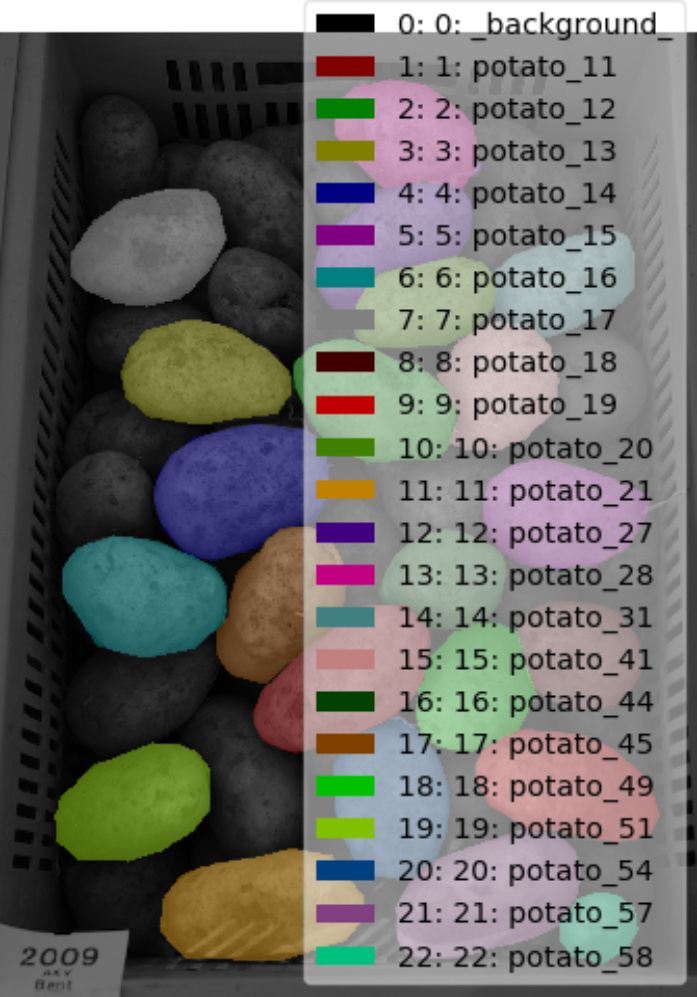 0: 0: _background_
1: 1: potato_11
2: 2: potato_12
3: 3: potato_13
4: 4: potato_14
5: 5: potato_15
6: 6: potato_16
7: 7: potato_17
8: 8: potato_18
9: 9: potato_19
10: 10: potato_20
11: 11: potato_21
12: 12: potato_27
13: 13: potato_28
14: 14: potato_31
15: 15: potato_41
16: 16: potato_44
17: 17: potato_45
18: 18: potato_49
19: 19: potato_51
20: 20: potato_54
21: 21: potato_57
22: 22: potato_58
2009
AKV
Bent